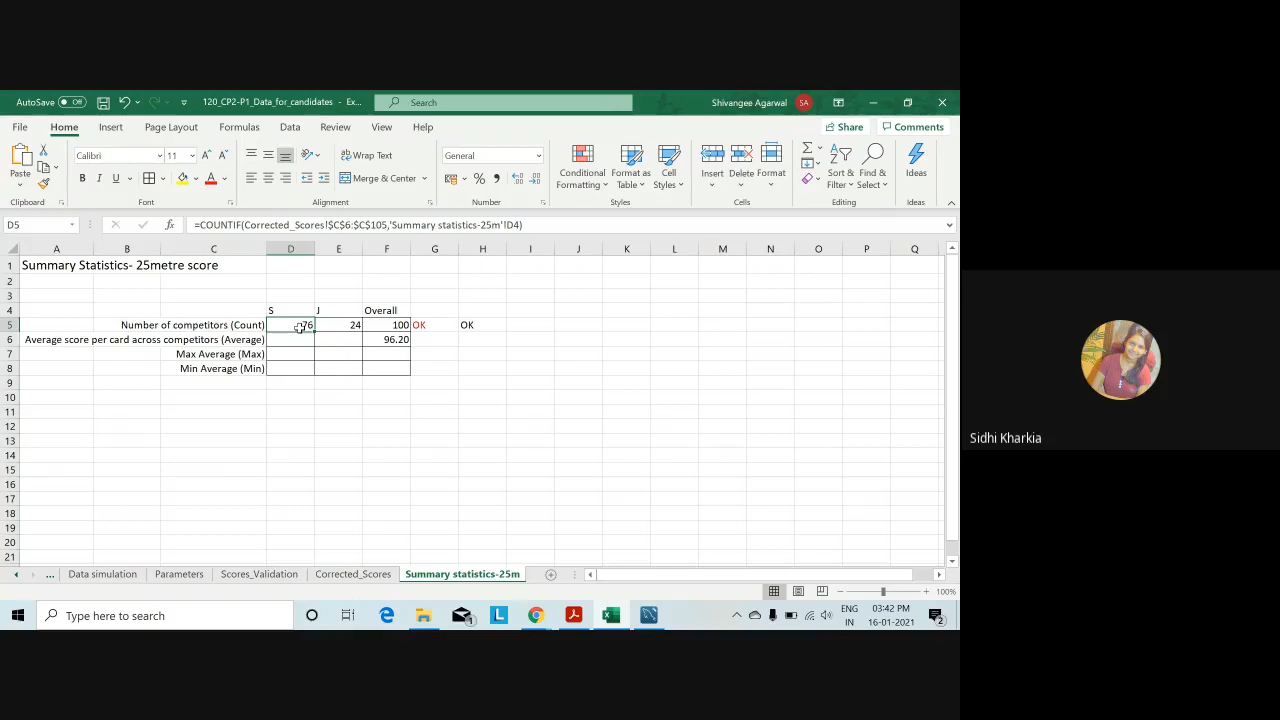 AutoSave Off
120_CP2-P1_Data_for_candidates - Ex...
Search
Shivangee Agarwal SA
File Home Insert Page Layout Formulas Data Review View Help
Share Comments
Paste
Calibri 11
B I U
Wrap Text
Merge & Center
General
Conditional Formatting
Format as Table
Cell Styles
Insert Delete Format
Sort & Filter
Find & Select
Ideas
Clipboard Font Alignment Number Styles Cells Editing Ideas
D5 fx =COUNTIF(Corrected_Scores!$C$6:$C$105,'Summary statistics-25m'!D4)
A B C D E F G H I J K L M N O P Q
1 Summary Statistics- 25metre score
2
3
4 S J Overall
5 Number of competitors (Count) 76 24 100 OK OK
6 Average score per card across competitors (Average) 96.20
7 Max Average (Max)
8 Min Average (Min)
9
10
11
12
13
14
15
16
17
18
19
20
21
... Data simulation Parameters Scores_Validation Corrected_Scores Summary statistics-25m
100%
Type here to search
ENG
IN
03:42 PM
16-01-2021
2
Sidhi Kharkia